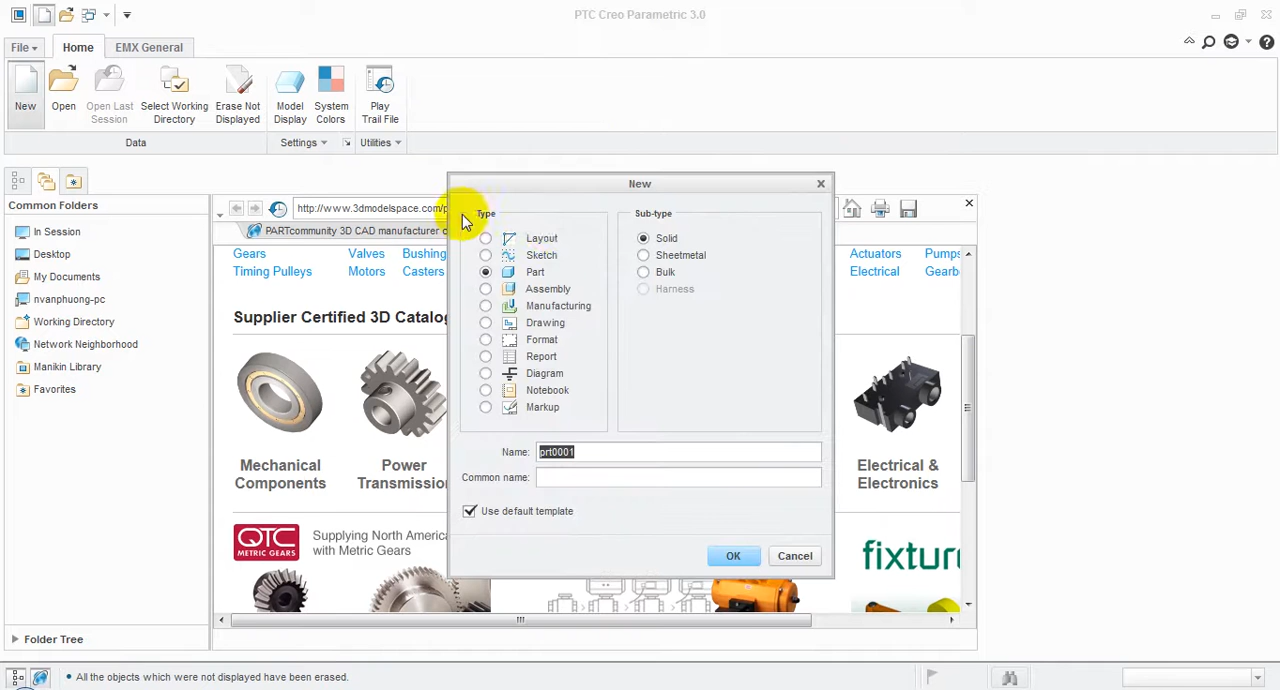 PTC Creo Parametric 3.0
File
Home
EMX General
New
Open
Open Last Session
Select Working Directory
Erase Not Displayed
Model Display
System Colors
Play Trail File
Data
Settings
Utilities
Common Folders
In Session
Desktop
My Documents
nvanphuong-pc
Working Directory
Network Neighborhood
Manikin Library
Favorites
Folder Tree
http://www.3dmodelspace.com/p
PARTcommunity 3D CAD manufacturer c
Gears
Valves
Bushing
Timing Pulleys
Motors
Casters
Actuators
Pumps
Electrical
Gearb
Supplier Certified 3D Catalog
Mechanical
Components
Power
Transmissio
Electrical &
Electronics
QTC
METRIC GEARS
Supplying North America
with Metric Gears
fixture
New
Type
Layout
Sketch
Part
Assembly
Manufacturing
Drawing
Format
Report
Diagram
Notebook
Markup
Sub-type
Solid
Sheetmetal
Bulk
Harness
Name:
prt0001
Common name:
Use default template
OK
Cancel
All the objects which were not displayed have been erased.